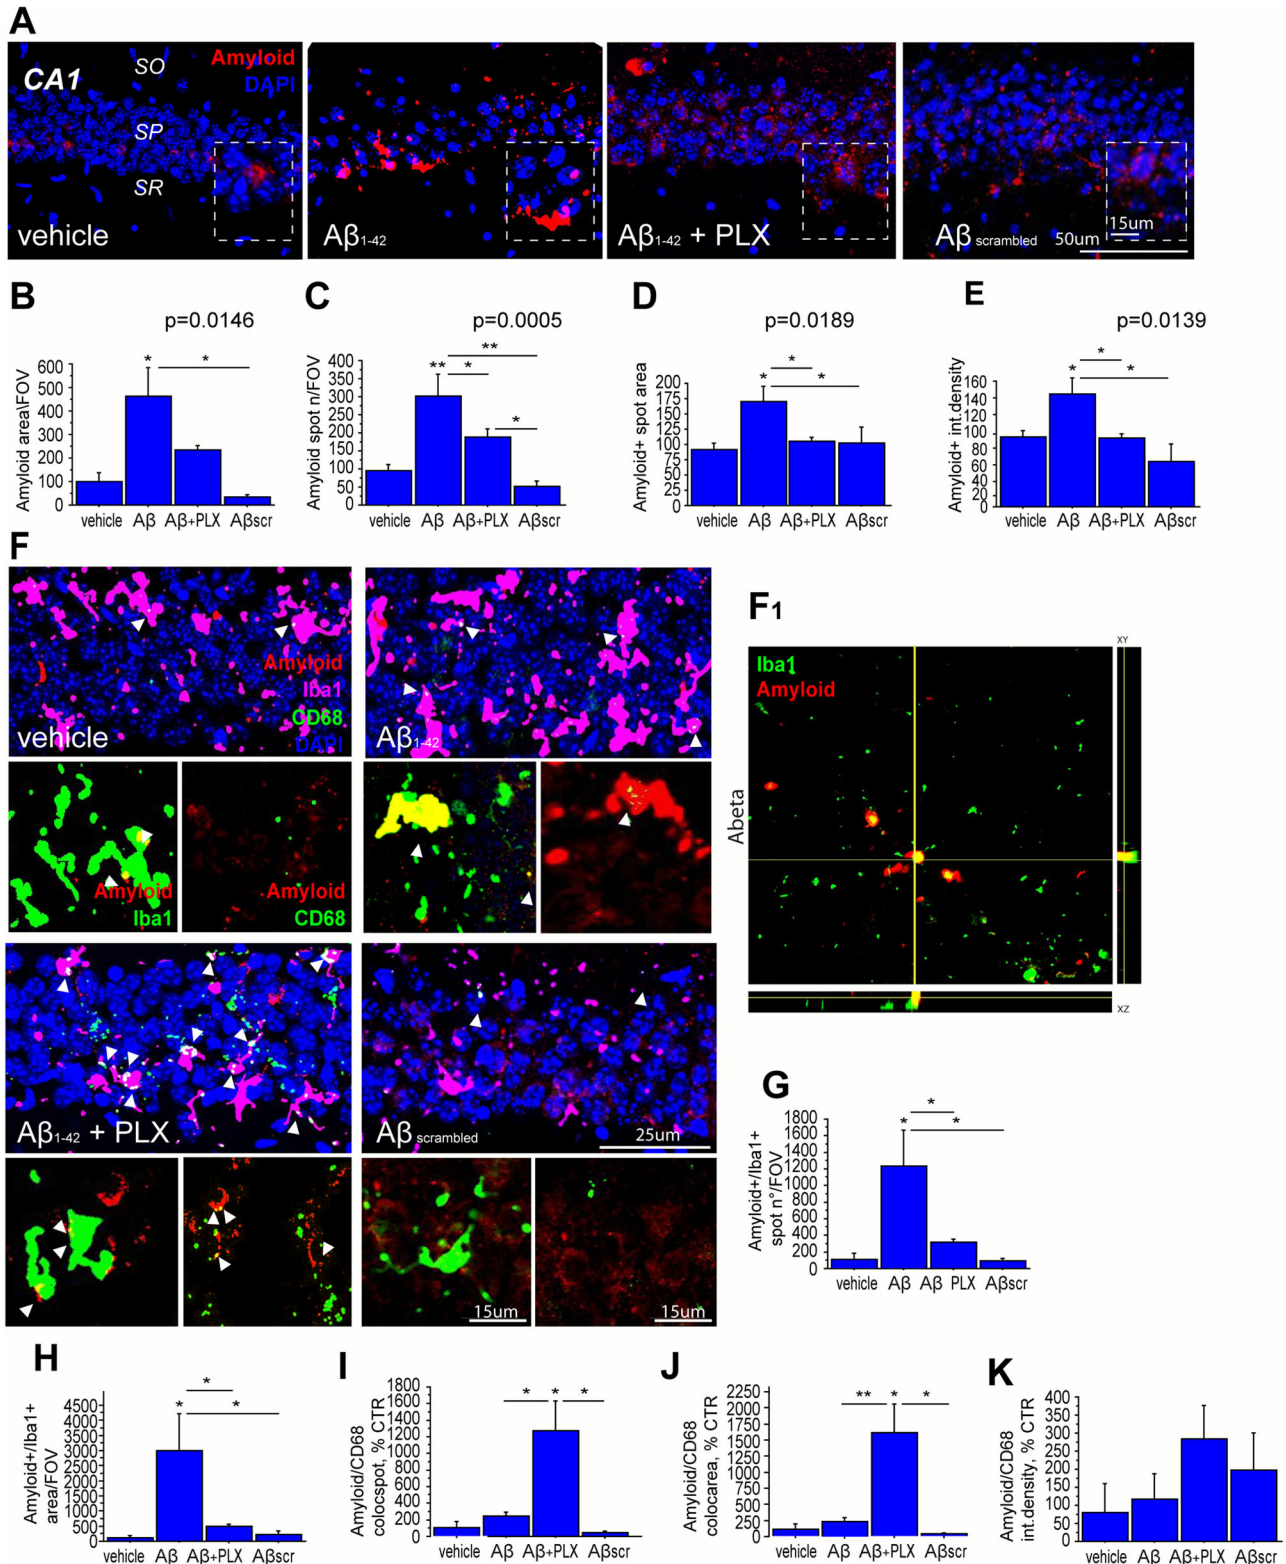 A
CA1
SO
SP
SR
Amyloid
DAPI
vehicle
Aβ1-42
Aβ1-42 + PLX
Aβ scrambled
15um
50um
B
p=0.0146
Amyloid area\FOV
600
500
400
300
200
100
0
* *
vehicle Aβ Aβ+PLX Aβscr
C
p=0.0005
Amyloid spot n/FOV
400
350
300
250
200
150
100
50
0
**
** *
*
vehicle Aβ Aβ+PLX Aβscr
D
p=0.0189
Amyloid+ spot area
200
175
150
125
100
75
50
25
0
*
* *
vehicle Aβ Aβ+PLX Aβscr
E
p=0.0139
Amyloid+ int.density
160
140
120
100
80
60
40
20
0
*
* *
vehicle Aβ Aβ+PLX Aβscr
F
Amyloid
Iba1
CD68
DAPI
vehicle
Aβ1-42
Amyloid
Iba1
Amyloid
CD68
Aβ1-42 + PLX
Aβ scrambled
25um
15um
15um
F1
Iba1
Amyloid
Abeta
XY
XZ
G
Amyloid+/Iba1+
spot n°/FOV
1800
1600
1400
1200
1000
800
600
400
200
0
*
* *
vehicle Aβ Aβ PLX Aβscr
H
Amyloid+/Iba1+
area/FOV
4500
4000
3500
3000
2500
2000
1500
1000
500
0
*
* *
vehicle Aβ Aβ+PLX Aβscr
I
Amyloid/CD68
colocspot, % CTR
1800
1600
1400
1200
1000
800
600
400
200
0
* * *
vehicle Aβ Aβ+PLX Aβscr
J
Amyloid/CD68
colocarea, % CTR
2250
2000
1750
1500
1250
1000
750
500
250
0
** * *
vehicle Aβ Aβ+PLX Aβscr
K
Amyloid/CD68
int.density, % CTR
400
350
300
250
200
150
100
50
0
vehicle Aβ Aβ+PLX Aβscr